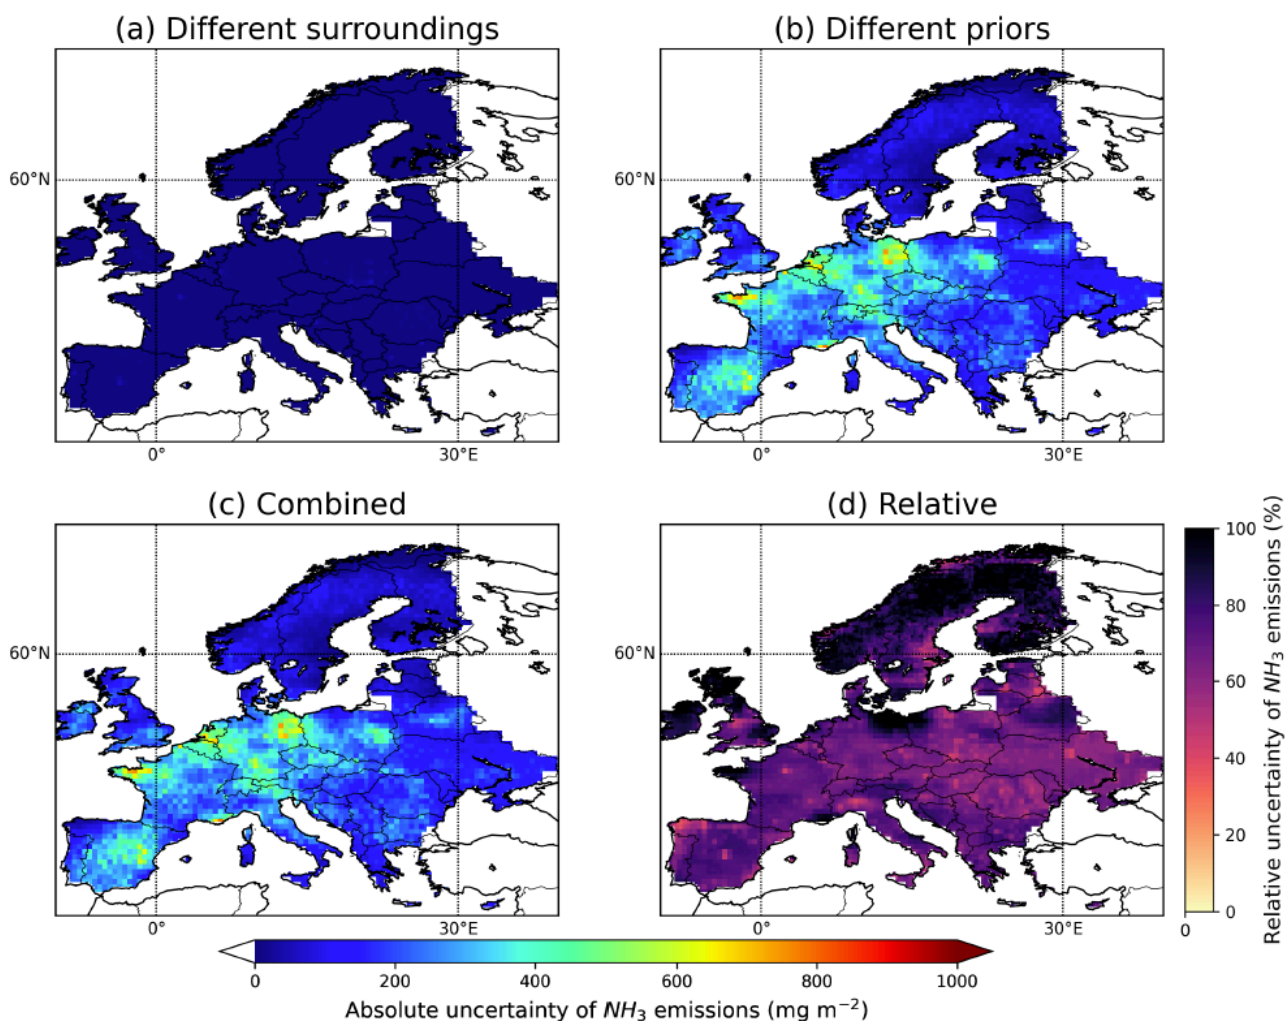 (a) Different surroundings
(b) Different priors
60°N
60°N
0°
30°E
0°
30°E
(c) Combined
(d) Relative
60°N
60°N
0°
30°E
0°
30°E
100
80
60
40
20
0
0
Relative uncertainty of NH₃ emissions (%)
0
200
400
600
800
1000
Absolute uncertainty of NH₃ emissions (mg m⁻²)